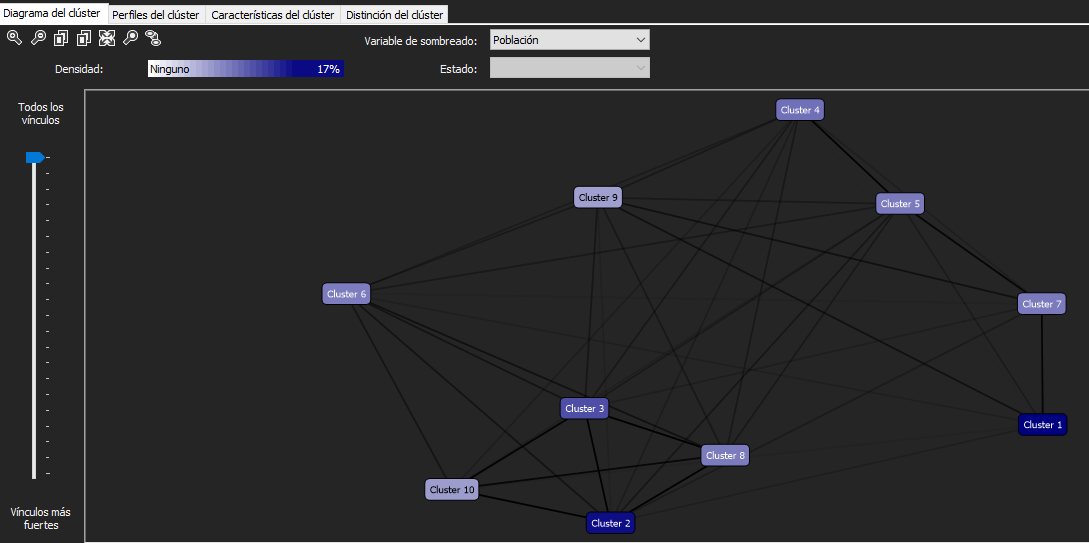 Diagrama del clúster Perfiles del clúster Características del clúster Distinción del clúster
Variable de sombreado: Población
Densidad: Ninguno 17% Estado:
Todos los
vínculos
Cluster 4
Cluster 9
Cluster 5
Cluster 6
Cluster 7
Cluster 3
Cluster 1
Cluster 8
Cluster 10
Cluster 2
Vínculos más
fuertes